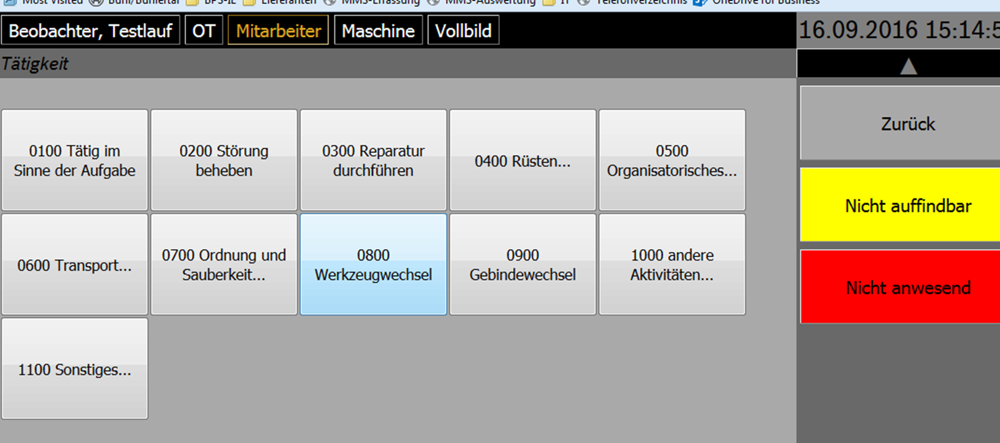 Most Visited Bühl/Bühlertal BPS-IL Lieferanten MMS-Erfassung MMS-Auswertung IT Telefonverzeichnis OneDrive for Business
Beobachter, Testlauf OT Mitarbeiter Maschine Vollbild 16.09.2016 15:14:5
Tätigkeit
▲
0100 Tätig im
Sinne der Aufgabe
0200 Störung
beheben
0300 Reparatur
durchführen
0400 Rüsten...
0500
Organisatorisches...
Zurück
Nicht auffindbar
0600 Transport...
0700 Ordnung und
Sauberkeit...
0800
Werkzeugwechsel
0900
Gebindewechsel
1000 andere
Aktivitäten...
Nicht anwesend
1100 Sonstiges...